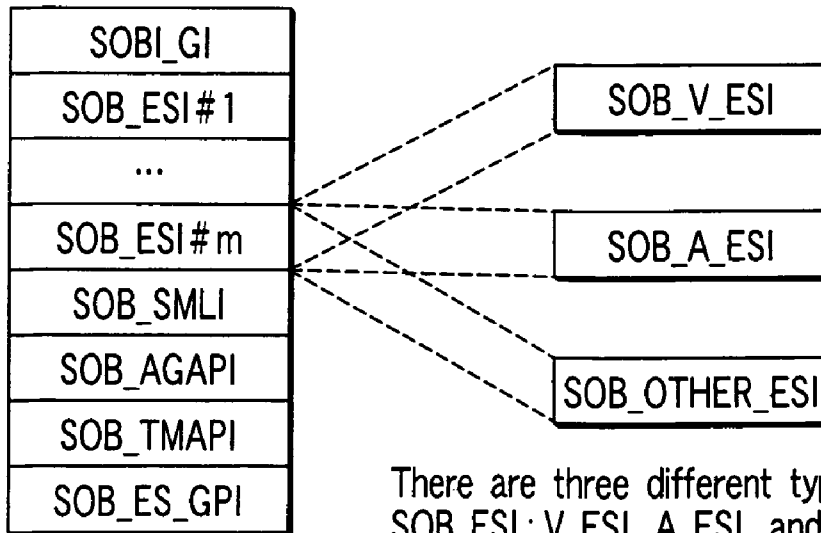 SOBI_GI
SOB_ESI#1
...
SOB_ESI#m
SOB_SMLI
SOB_AGAPI
SOB_TMAPI
SOB_ES_GPI
SOB_V_ESI
SOB_A_ESI
SOB_OTHER_ESI
There are three different
SOB_ESI: V_ESI, A_ESI, and